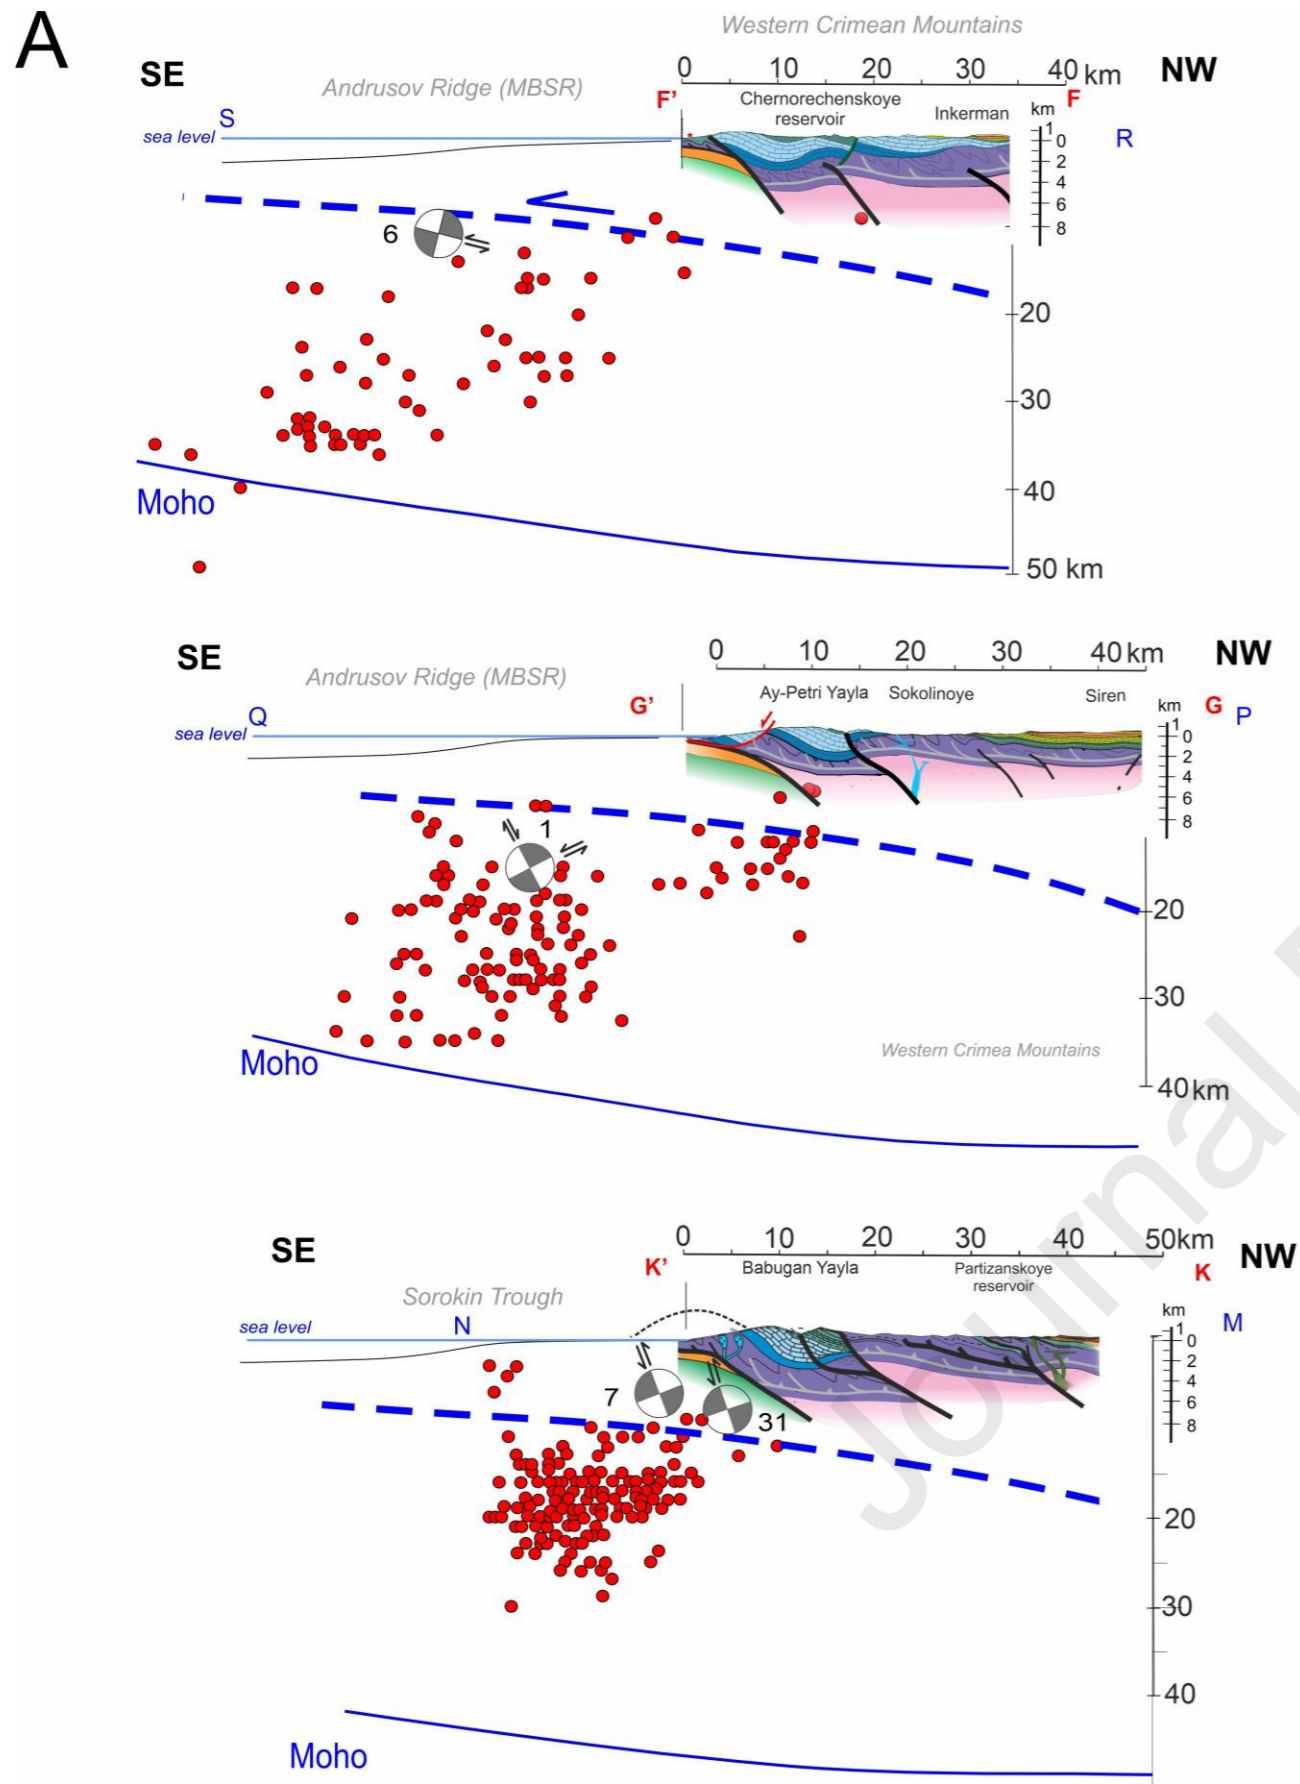 A
Western Crimean Mountains
SE
Andrusov Ridge (MBSR)
0 10 20 30 40 km
NW
F'
F
Chernorechenskoye
reservoir
Inkerman
km
S
sea level
R
1
0
2
4
6
8
6
20
30
40
50 km
Moho
SE
Andrusov Ridge (MBSR)
0 10 20 30 40 km
NW
G'
Ay-Petri Yayla
Sokolinoye
Siren
km
G
P
Q
sea level
1
0
2
4
6
8
1
20
30
40 km
Western Crimea Mountains
Moho
SE
0 10 20 30 40 50km
NW
K'
Babugan Yayla
Partizanskoye
reservoir
K
Sorokin Trough
N
sea level
km
M
1
0
2
4
6
8
7
31
20
30
40
Moho
Journal